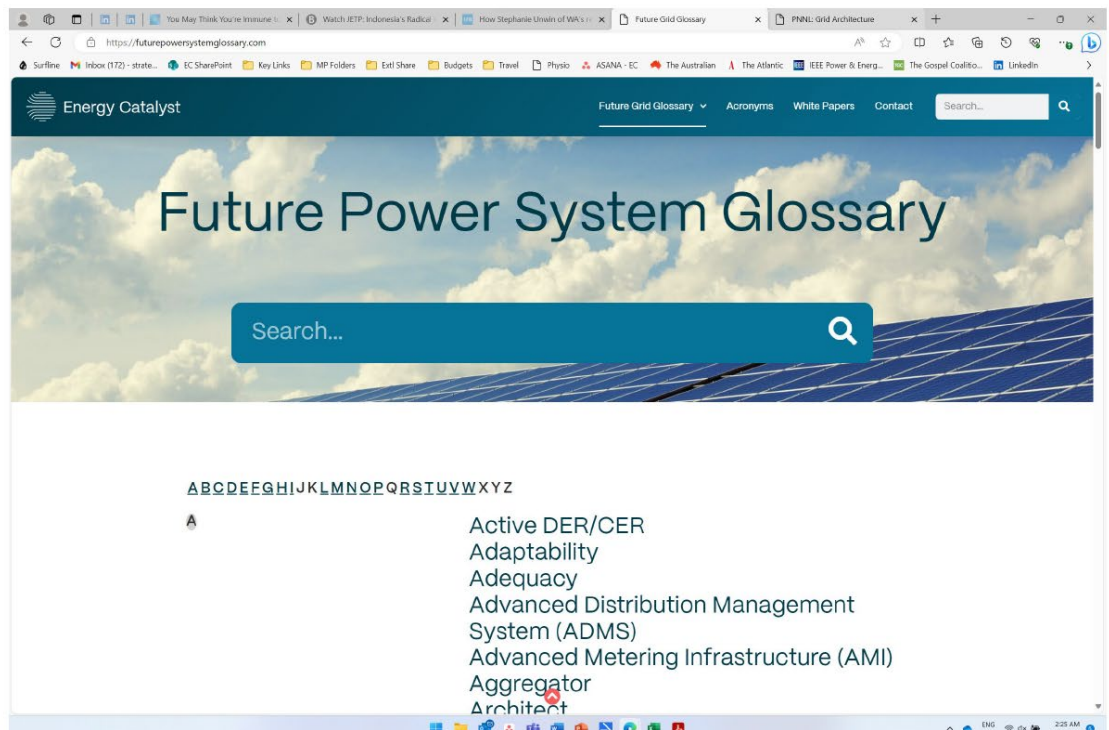 You May Think You're Immune t
Watch JETP: Indonesia's Radical
How Stephanie Unwin of WA's
Future Grid Glossary
PNNL: Grid Architecture
https://futurepowersystemglossary.com
Surfline
Inbox (172) - strate...
EC SharePoint
Key Links
MP Folders
Extl Share
Budgets
Travel
Physio
ASANA - EC
The Australian
The Atlantic
IEEE Power & Energ...
The Gospel Coalitio...
LinkedIn
Energy Catalyst
Future Grid Glossary
Acronyms
White Papers
Contact
Search...
Future Power System Glossary
Search...
A B C D E F G H I J K L M N O P Q R S T U V W X Y Z
A
Active DER/CER
Adaptability
Adequacy
Advanced Distribution Management
System (ADMS)
Advanced Metering Infrastructure (AMI)
Aggregator
Architect
ENG
2:25 AM